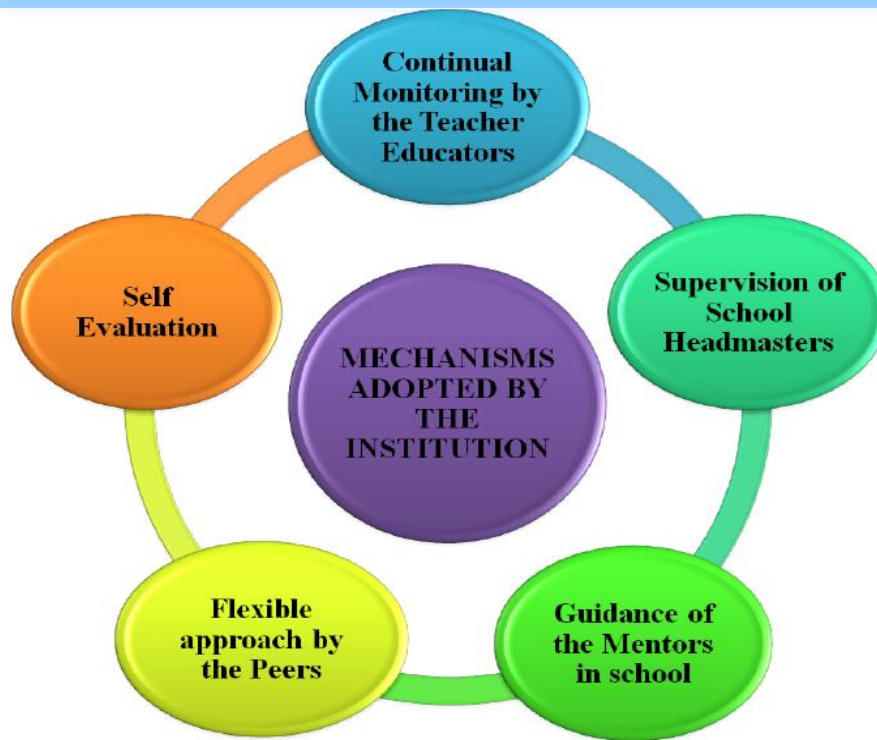 Continual
Monitoring by
the Teacher
Educators
Supervision of
School
Headmasters
Guidance of
the Mentors
in school
Flexible
approach by
the Peers
Self
Evaluation
MECHANISMS
ADOPTED BY
THE
INSTITUTION